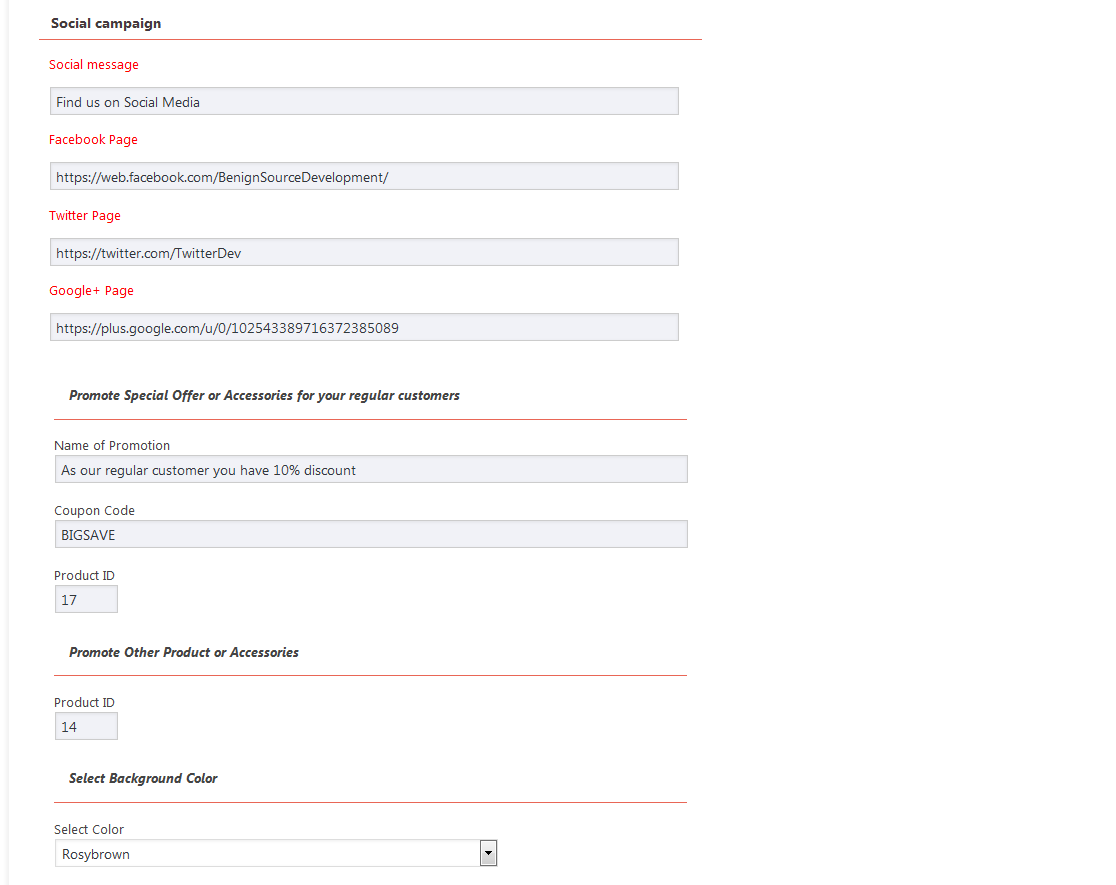 Social campaign
Social message
Find us on Social Media
Facebook Page
https://web.facebook.com/BenignSourceDevelopment/
Twitter Page
https://twitter.com/TwitterDev
Google+ Page
https://plus.google.com/u/0/102543389716372385089
Promote Special Offer or Accessories for your regular customers
Name of Promotion
As our regular customer you have 10% discount
Coupon Code
BIGSAVE
Product ID
17
Promote Other Product or Accessories
Product ID
14
Select Background Color
Select Color
Rosybrown